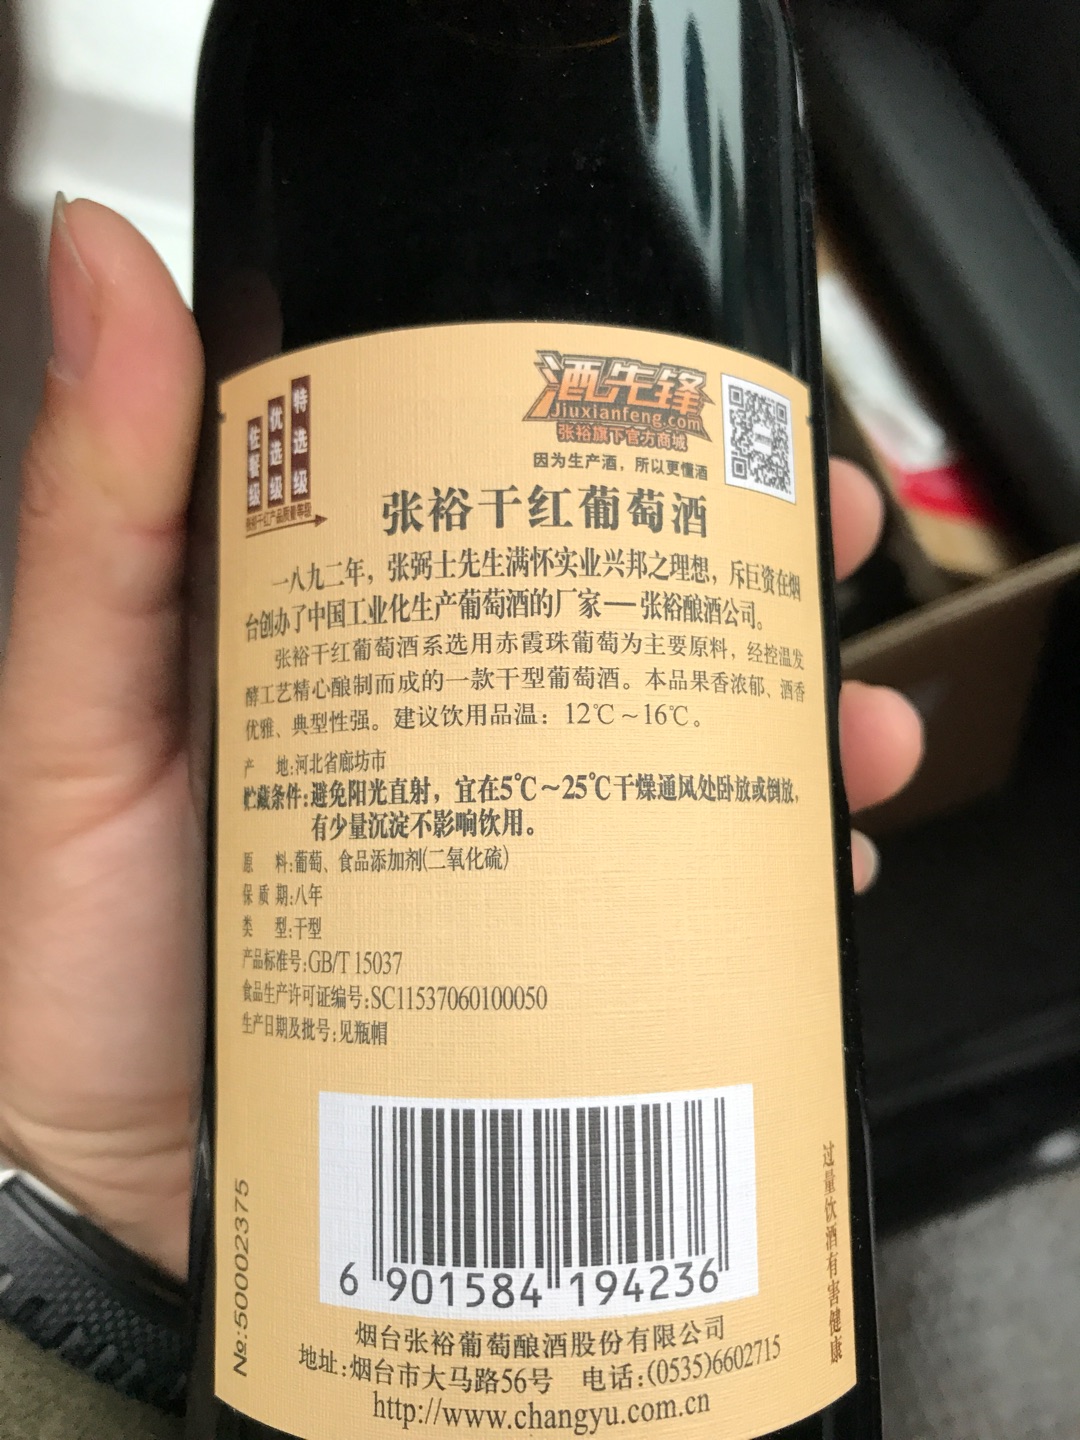 酒先锋
Jiuxianfeng.com
张裕旗下官方商城
因为生产酒，所以更懂酒
特选级
优选级
佐餐级
张裕干红产品质量等级
张裕干红葡萄酒
一八九二年，张弼士先生满怀实业兴邦之理想，斥巨资在烟
台创办了中国工业化生产葡萄酒的厂家——张裕酿酒公司。
张裕干红葡萄酒系选用赤霞珠葡萄为主要原料，经控温发
酵工艺精心酿制而成的一款干型葡萄酒。本品果香浓郁、酒香
优雅、典型性强。建议饮用品温：12℃～16℃。
产 地:河北省廊坊市
贮藏条件:避免阳光直射，宜在5℃～25℃干燥通风处卧放或倒放，
有少量沉淀不影响饮用。
原 料:葡萄、食品添加剂(二氧化硫)
保 质 期:八年
类 型:干型
产品标准号:GB/T 15037
食品生产许可证编号:SC11537060100050
生产日期及批号:见瓶帽
№:50002375
过量饮酒有害健康
6 901584 194236
烟台张裕葡萄酿酒股份有限公司
地址:烟台市大马路56号 电话:(0535)6602715
http://www.changyu.com.cn